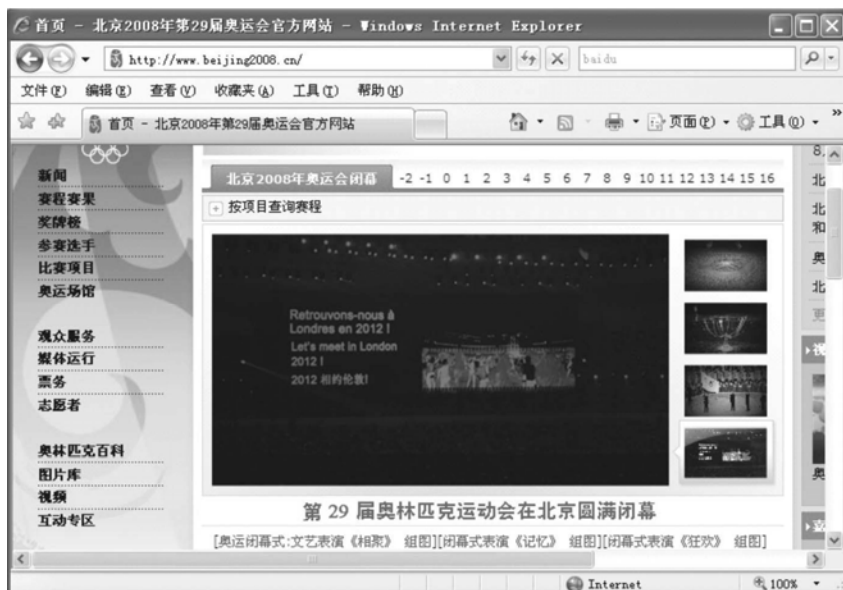 首页 - 北京2008年第29届奥运会官方网站 - Windows Internet Explorer
http://www.beijing2008.cn/
baidu
文件(F) 编辑(E) 查看(V) 收藏夹(A) 工具(T) 帮助(H)
首页 - 北京2008年第29届奥运会官方网站
页面(P) 工具(O)
新闻
赛程赛果
奖牌榜
参赛选手
比赛项目
奥运场馆
观众服务
媒体运行
票务
志愿者
奥林匹克百科
图片库
视频
互动专区
北京2008年奥运会闭幕 -2 -1 0 1 2 3 4 5 6 7 8 9 10 11 12 13 14 15 16
按项目查询赛程
Retrouvons-nous à
Londres en 2012 !
Let's meet in London
2012 !
2012 相约伦敦!
第 29 届奥林匹克运动会在北京圆满闭幕
[奥运闭幕式:文艺表演《相聚》 组图][闭幕式表演《记忆》 组图][闭幕式表演《狂欢》 组图]
8.
北
北
和
奥
北
更
奥
Internet 100%